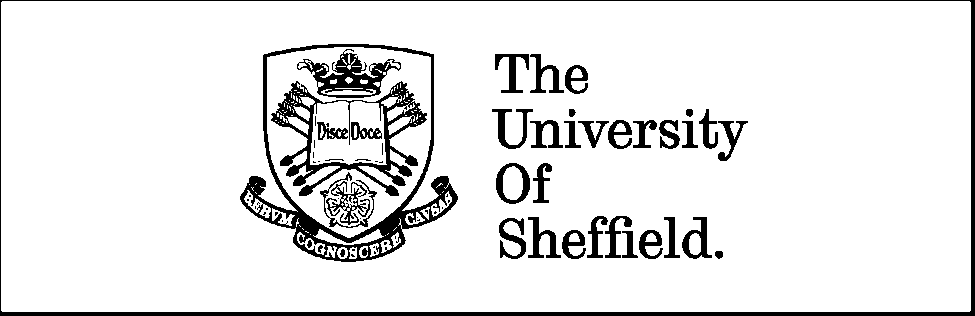 Disce Doce.
RERVM
COGNOSCERE
CAVSAS
The
University
Of
Sheffield.